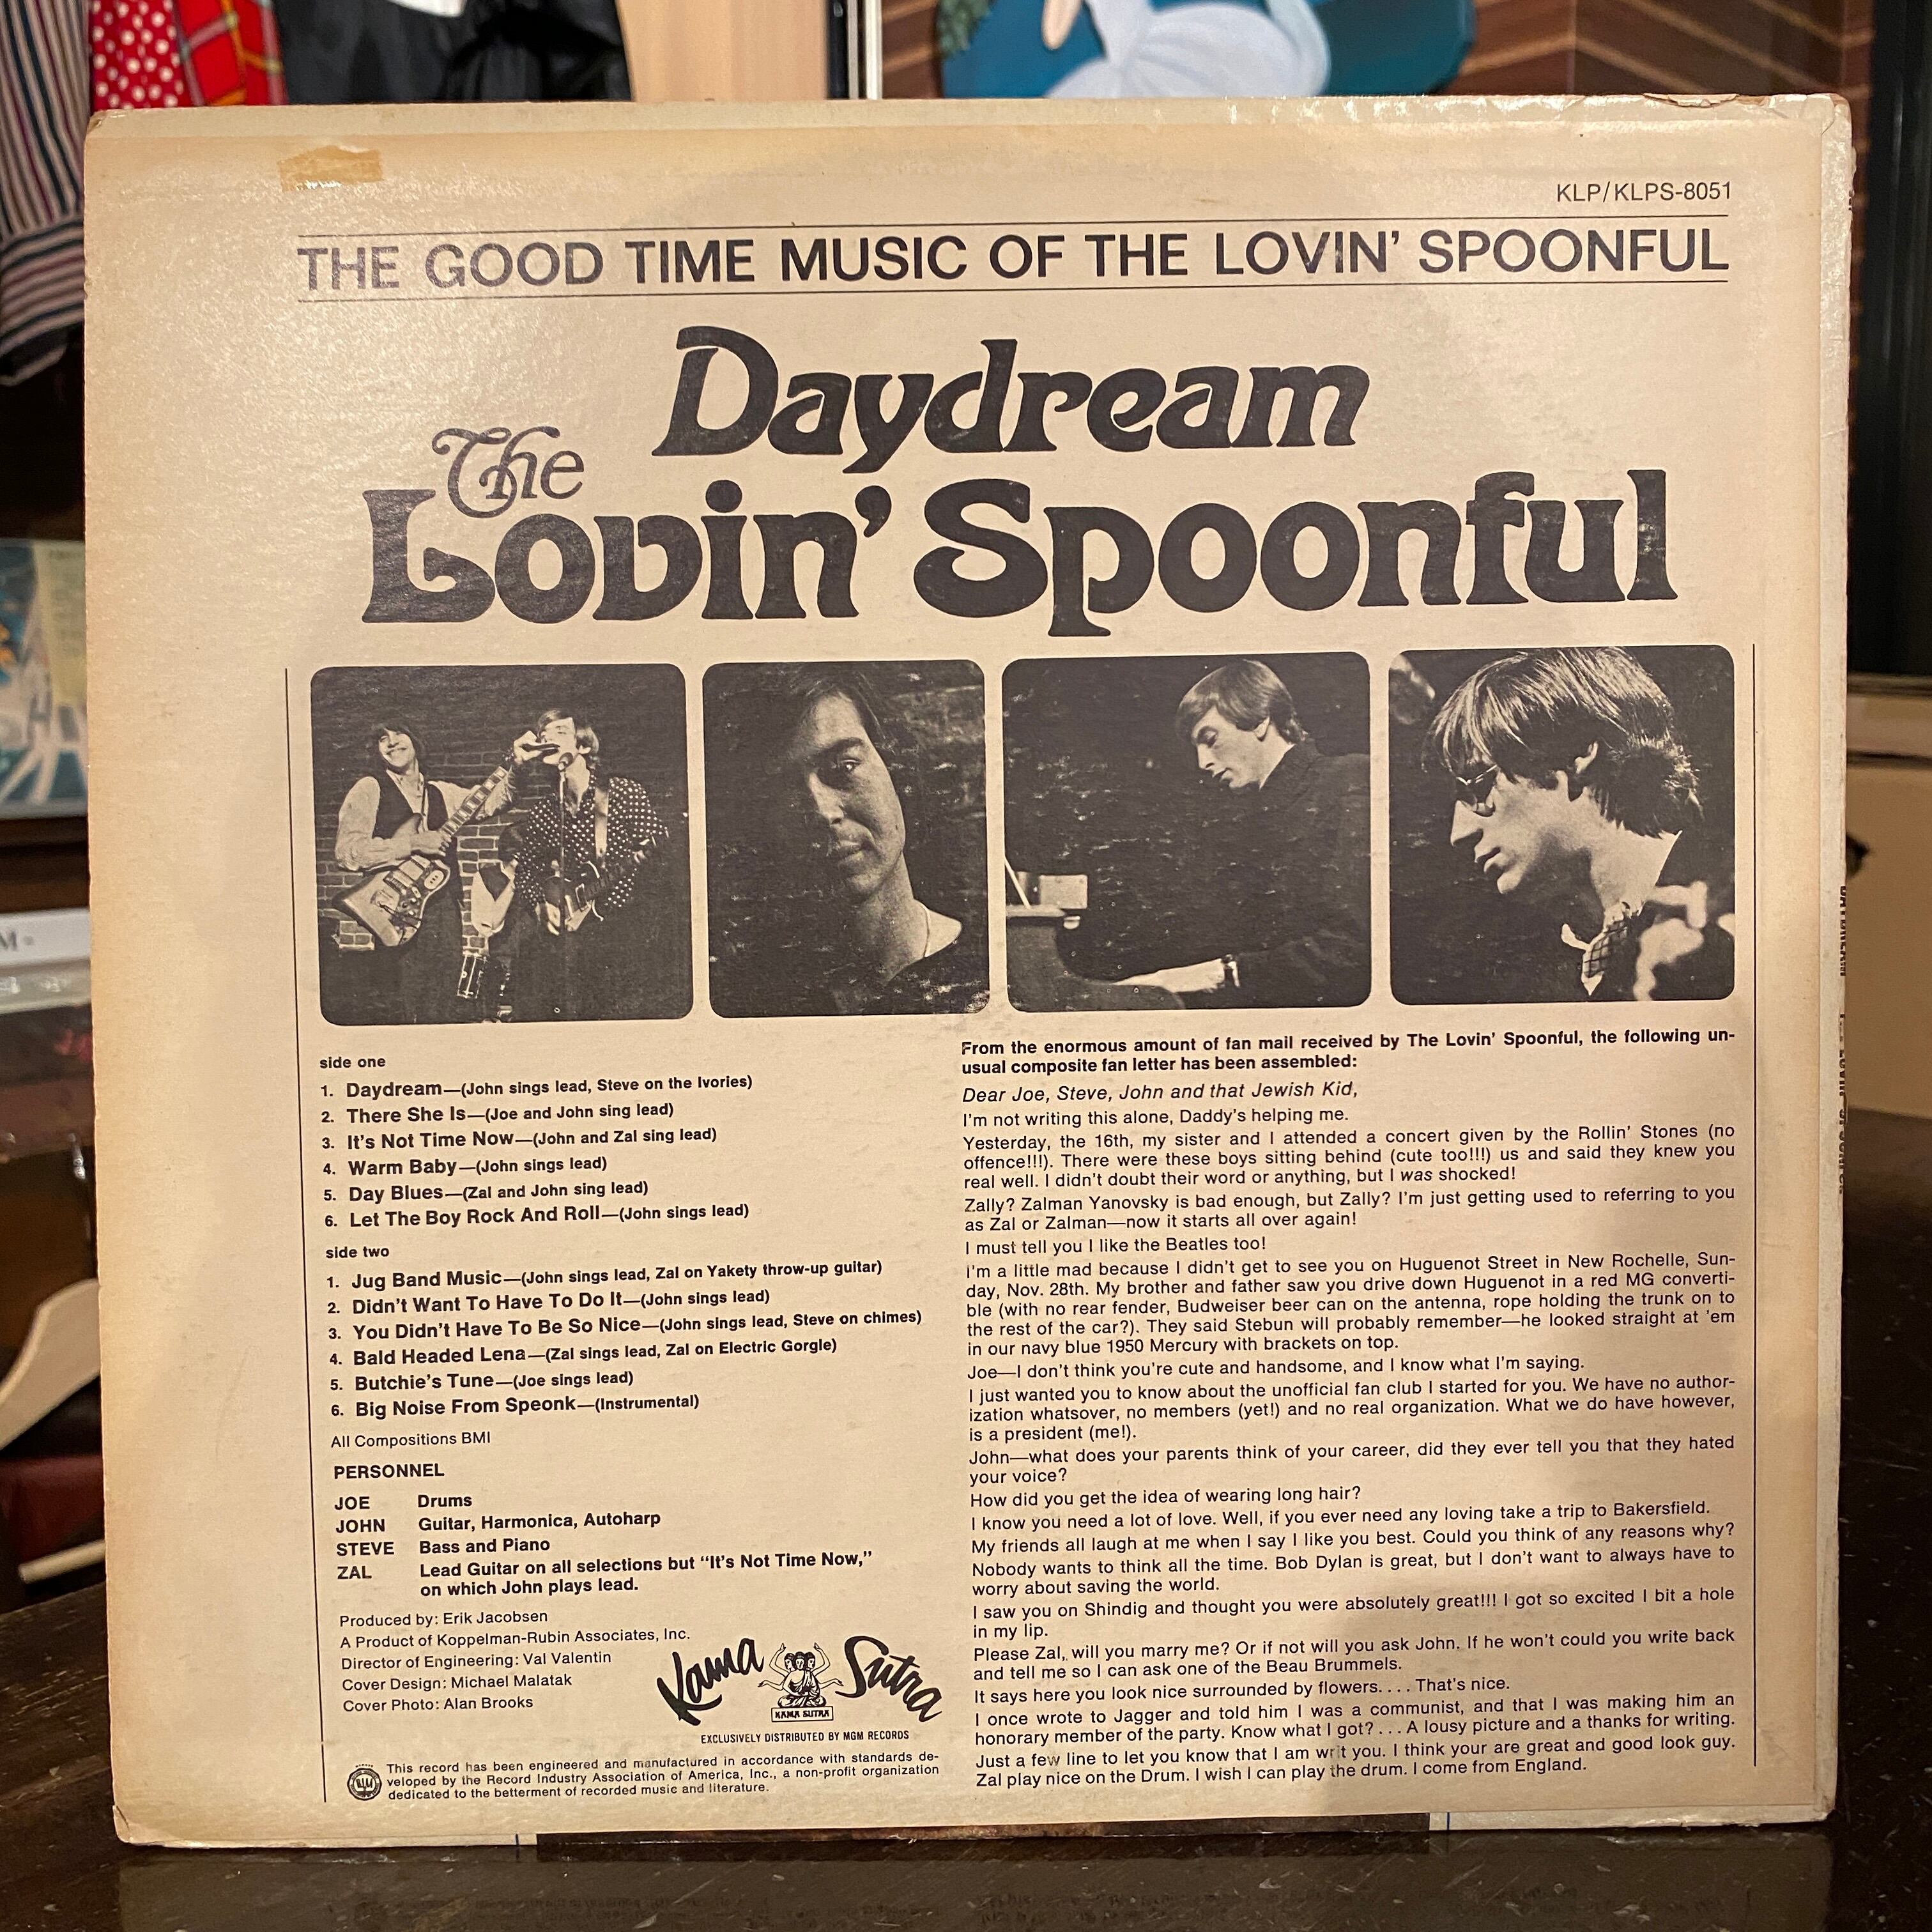 KLP/KLPS-8051
THE GOOD TIME MUSIC OF THE LOVIN' SPOONFUL
Daydream
The
Lovin' Spoonful
side one
1. Daydream—(John sings lead, Steve on the Ivories)
2. There She Is—(Joe and John sing lead)
3. It's Not Time Now—(John and Zal sing lead)
4. Warm Baby—(John sings lead)
5. Day Blues—(Zal and John sing lead)
6. Let The Boy Rock And Roll—(John sings lead)
side two
1. Jug Band Music—(John sings lead, Zal on Yakety throw-up guitar)
2. Didn't Want To Have To Do It—(John sings lead)
3. You Didn't Have To Be So Nice—(John sings lead, Steve on chimes)
4. Bald Headed Lena—(Zal sings lead, Zal on Electric Gorgle)
5. Butchie's Tune—(Joe sings lead)
6. Big Noise From Speonk—(Instrumental)
All Compositions BMI
PERSONNEL
JOE Drums
JOHN Guitar, Harmonica, Autoharp
STEVE Bass and Piano
ZAL Lead Guitar on all selections but "It's Not Time Now,"
on which John plays lead.
Produced by: Erik Jacobsen
A Product of Koppelman-Rubin Associates, Inc.
Director of Engineering: Val Valentin
Cover Design: Michael Malatak
Cover Photo: Alan Brooks
Kama Sutra
KAMA SUTRA
EXCLUSIVELY DISTRIBUTED BY MGM RECORDS
This record has been engineered and manufactured in accordance with standards de-
veloped by the Record Industry Association of America, Inc., a non-profit organization
dedicated to the betterment of recorded music and literature.
From the enormous amount of fan mail received by The Lovin' Spoonful, the following un-
usual composite fan letter has been assembled:
Dear Joe, Steve, John and that Jewish Kid,
I'm not writing this alone, Daddy's helping me.
Yesterday, the 16th, my sister and I attended a concert given by the Rollin' Stones (no
offence!!!). There were these boys sitting behind (cute too!!!) us and said they knew you
real well. I didn't doubt their word or anything, but I was shocked!
Zally? Zalman Yanovsky is bad enough, but Zally? I'm just getting used to referring to you
as Zal or Zalman—now it starts all over again!
I must tell you I like the Beatles too!
I'm a little mad because I didn't get to see you on Huguenot Street in New Rochelle, Sun-
day, Nov. 28th. My brother and father saw you drive down Huguenot in a red MG converti-
ble (with no rear fender, Budweiser beer can on the antenna, rope holding the trunk on to
the rest of the car?). They said Stebun will probably remember—he looked straight at 'em
in our navy blue 1950 Mercury with brackets on top.
Joe—I don't think you're cute and handsome, and I know what I'm saying.
I just wanted you to know about the unofficial fan club I started for you. We have no author-
ization whatsover, no members (yet!) and no real organization. What we do have however,
is a president (me!).
John—what does your parents think of your career, did they ever tell you that they hated
your voice?
How did you get the idea of wearing long hair?
I know you need a lot of love. Well, if you ever need any loving take a trip to Bakersfield.
My friends all laugh at me when I say I like you best. Could you think of any reasons why?
Nobody wants to think all the time. Bob Dylan is great, but I don't want to always have to
worry about saving the world.
I saw you on Shindig and thought you were absolutely great!!! I got so excited I bit a hole
in my lip.
Please Zal, will you marry me? Or if not will you ask John. If he won't could you write back
and tell me so I can ask one of the Beau Brummels.
It says here you look nice surrounded by flowers.... That's nice.
I once wrote to Jagger and told him I was a communist, and that I was making him an
honorary member of the party. Know what I got?... A lousy picture and a thanks for writing.
Just a few line to let you know that I am writ you. I think your are great and good look guy.
Zal play nice on the Drum. I wish I can play the drum. I come from England.